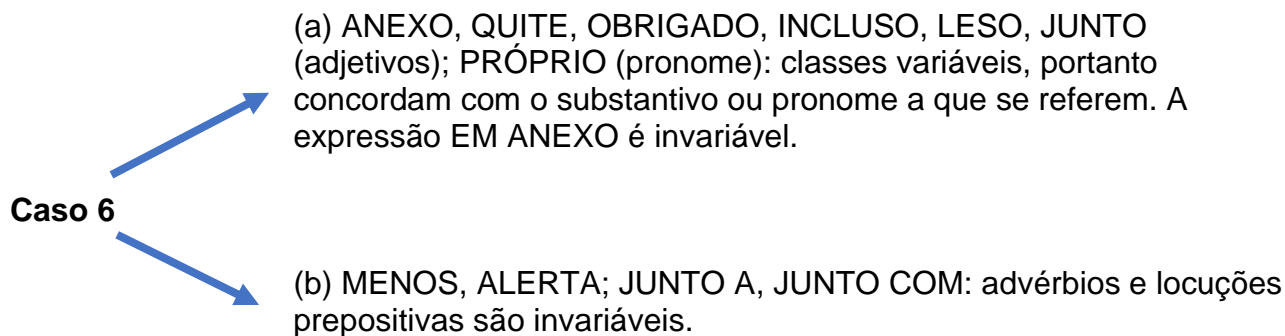 (a) ANEXO, QUITE, OBRIGADO, INCLUSO, LESO, JUNTO
(adjetivos); PRÓPRIO (pronome): classes variáveis, portanto
concordam com o substantivo ou pronome a que se referem. A
expressão EM ANEXO é invariável.
Caso 6
(b) MENOS, ALERTA; JUNTO A, JUNTO COM: advérbios e locuções
prepositivas são invariáveis.